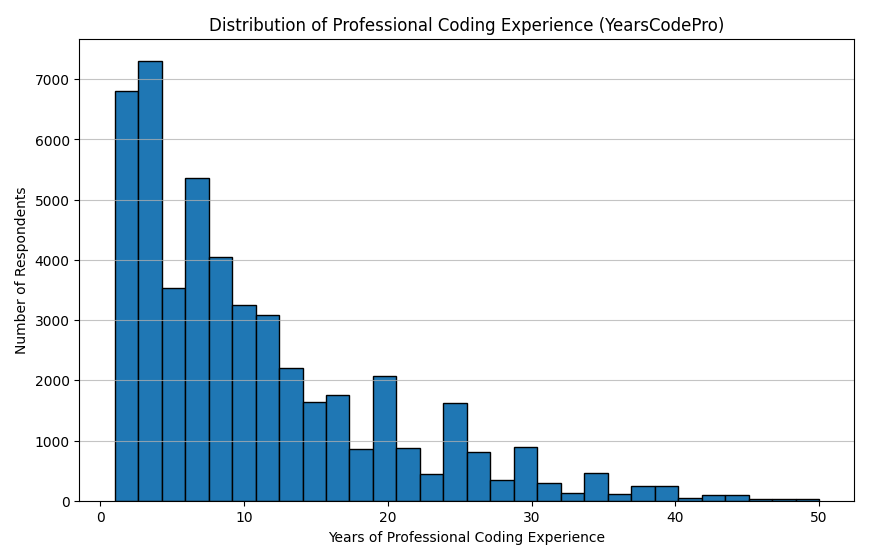 Distribution of Professional Coding Experience (YearsCodePro)
Number of Respondents
7000
6000
5000
4000
3000
2000
1000
0
0 10 20 30 40 50
Years of Professional Coding Experience